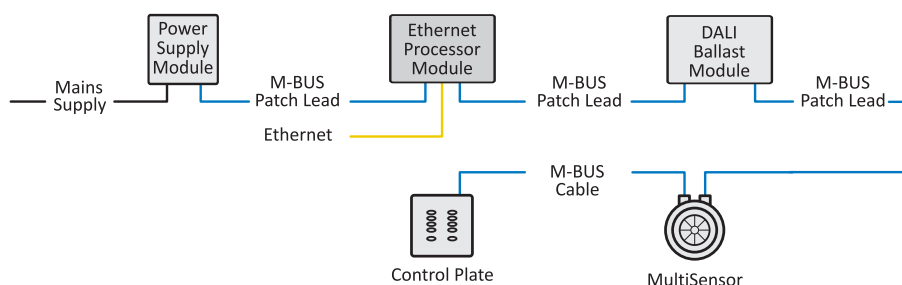 Power
Supply
Module
Ethernet
Processor
Module
DALI
Ballast
Module
Mains
Supply
M-BUS
Patch Lead
M-BUS
Patch Lead
M-BUS
Patch Lead
Ethernet
M-BUS
Cable
Control Plate
MultiSensor